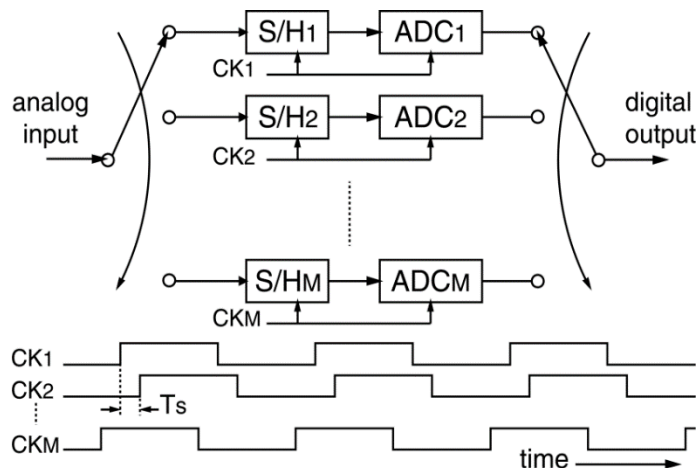 S/H1 ADC1
CK1
analog input
digital output
S/H2 ADC2
CK2
S/HM ADCM
CKM
CK1
CK2
Ts
CKM
time